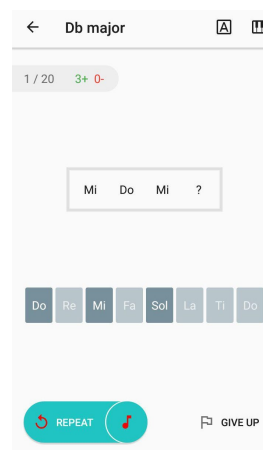 Db major A
1 / 20 3+ 0-
Mi Do Mi ?
Do Re Mi Fa Sol La Ti Do
REPEAT GIVE UP